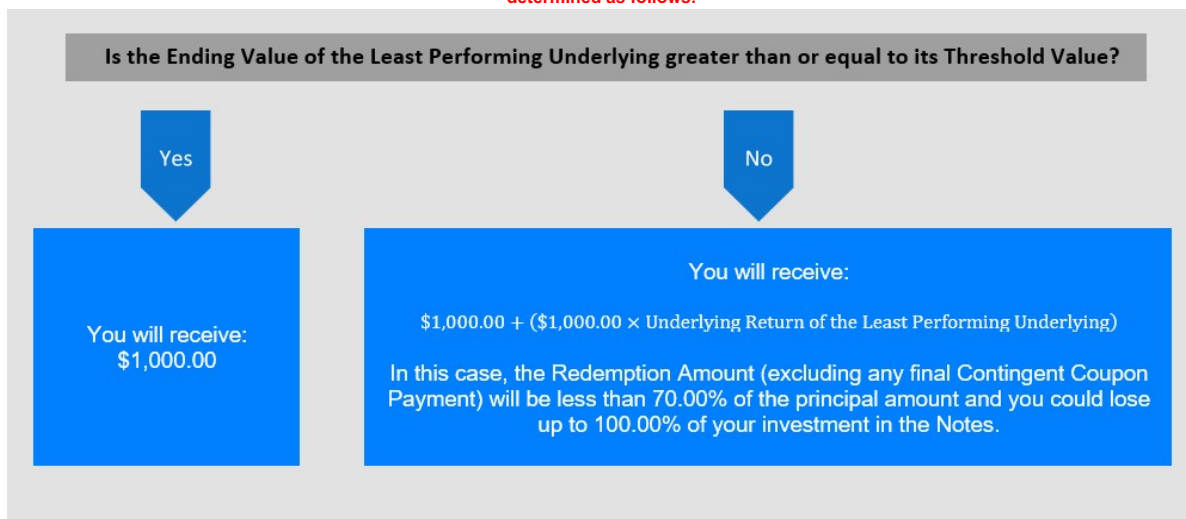 determined as follows:
Is the Ending Value of the Least Performing Underlying greater than or equal to its Threshold Value?
Yes
No
You will receive:
$1,000.00
You will receive:
$1,000.00 + ($1,000.00 × Underlying Return of the Least Performing Underlying)
In this case, the Redemption Amount (excluding any final Contingent Coupon
Payment) will be less than 70.00% of the principal amount and you could lose
up to 100.00% of your investment in the Notes.